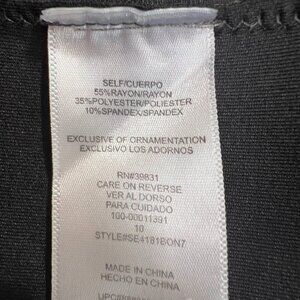 SELF/CUERPO
55%RAYON/RAYON
35%POLYESTER/POLIESTER
10%SPANDEX/SPANDEX
EXCLUSIVE OF ORNAMENTATION
EXCLUSIVO LOS ADORNOS
RN#39831
CARE ON REVERSE
VER AL DORSO
PARA CUIDADO
100-00011391
10
STYLE#SE4181BON7
MADE IN CHINA
HECHO EN CHINA